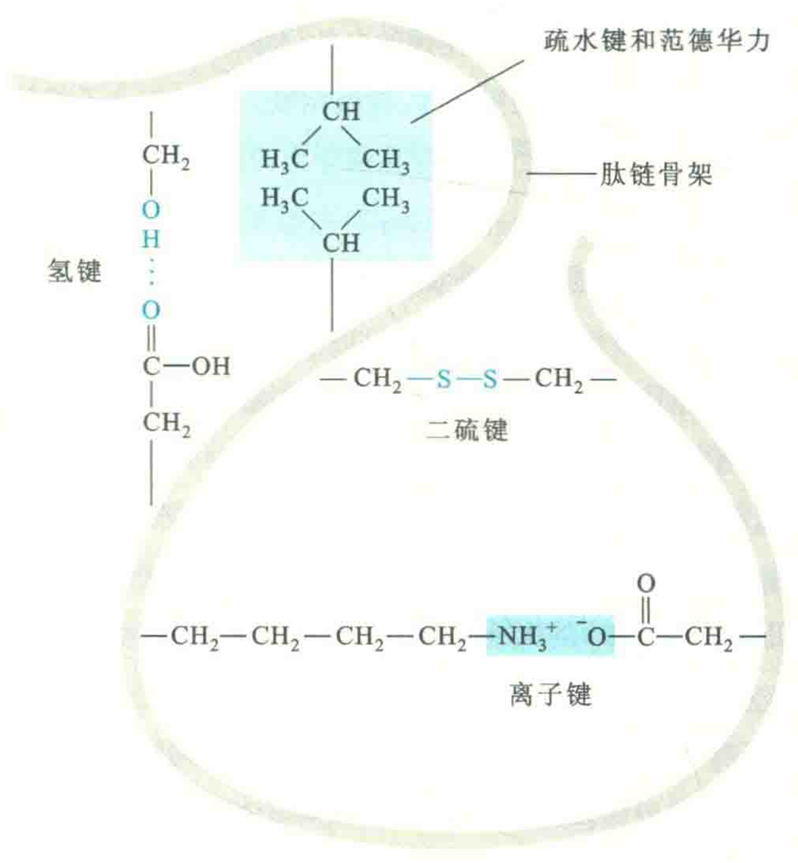 疏水键和范德华力
CH
H₃C CH₃
H₃C CH₃
CH
肽链骨架
CH₂
O
H
氢键
O
C—OH
CH₂
—CH₂—S—S—CH₂—
二硫键
O
—CH₂—CH₂—CH₂—CH₂—NH₃⁺ ⁻O—C—CH₂—
离子键